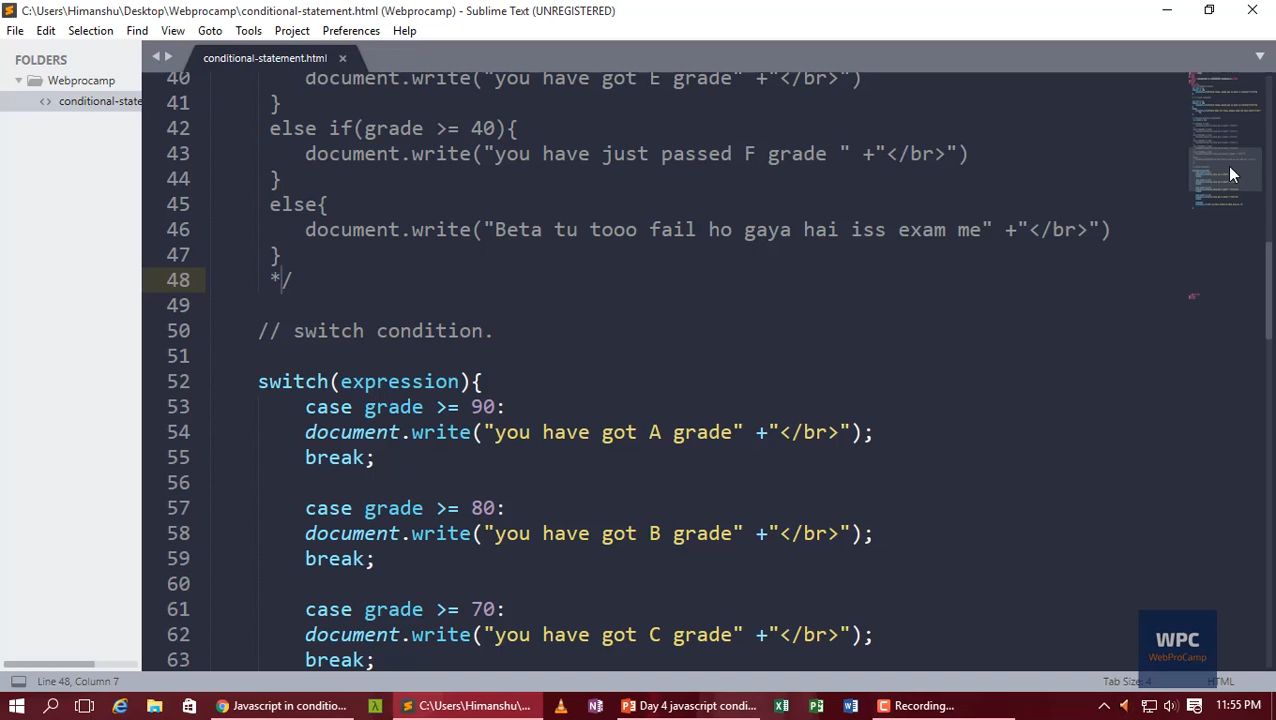 C:\Users\Himanshu\Desktop\Webprocamp\conditional-statement.html (Webprocamp) - Sublime Text (UNREGISTERED)
File Edit Selection Find View Goto Tools Project Preferences Help
FOLDERS
Webprocamp
<> conditional-state
conditional-statement.html ×
40 document.write("you have got E grade" +"</br>")
41 }
42 else if(grade >= 40){
43 document.write("you have just passed F grade " +"</br>")
44 }
45 else{
46 document.write("Beta tu tooo fail ho gaya hai iss exam me" +"</br>")
47 }
48 */
49
50 // switch condition.
51
52 switch(expression){
53 case grade >= 90:
54 document.write("you have got A grade" +"</br>");
55 break;
56
57 case grade >= 80:
58 document.write("you have got B grade" +"</br>");
59 break;
60
61 case grade >= 70:
62 document.write("you have got C grade" +"</br>");
63 break;
WPC
WebProCamp
Line 48, Column 7 Tab Size: 4 HTML
Javascript in conditio... C:\Users\Himanshu\... Day 4 javascript condi... Recording... 11:55 PM